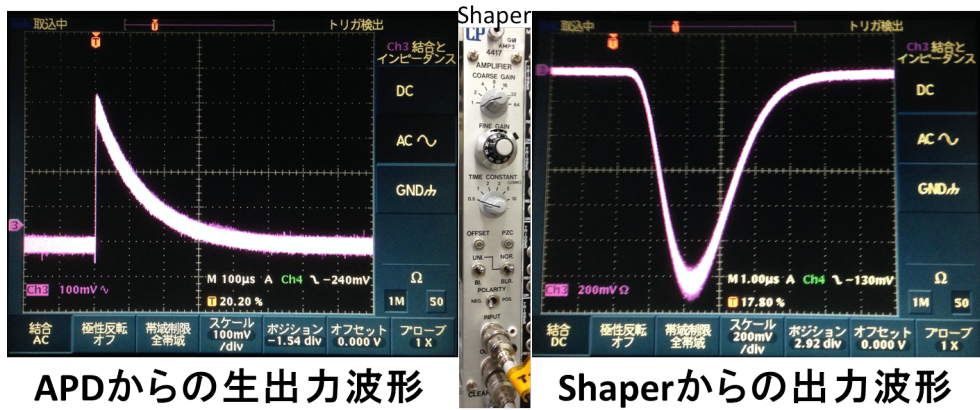 Shaper
取込中
トリガ検出
Ch3 結合と
インピータンス
DC
AC
GND
Ω
1M 50
3
Ch3 100mV
M 100μs A Ch4 -240mV
20.20 %
結合
AC
極性反転
オフ
帯域制限
全帯域
スケール
100mV
/div
ポジション
-1.54 div
オフセット
0.000 V
プローブ
1 X
4417
AMPLIFIER
COARSE GAIN
FINE GAIN
TIME CONSTANT
0.5
10
OFFSET PZC
UNI. NOR.
BI. BLR.
POLARITY
NEG. POS.
INPUT
取込中
トリガ検出
Ch3 結合と
インピータンス
DC
AC
GND
Ω
1M 50
Ch3 200mV Ω
M 1.00μs A Ch4 -130mV
17.80 %
結合
DC
極性反転
オフ
帯域制限
全帯域
スケール
200mV
/div
ポジション
2.92 div
オフセット
0.000 V
プローブ
1 X
APDからの生出力波形
Shaperからの出力波形